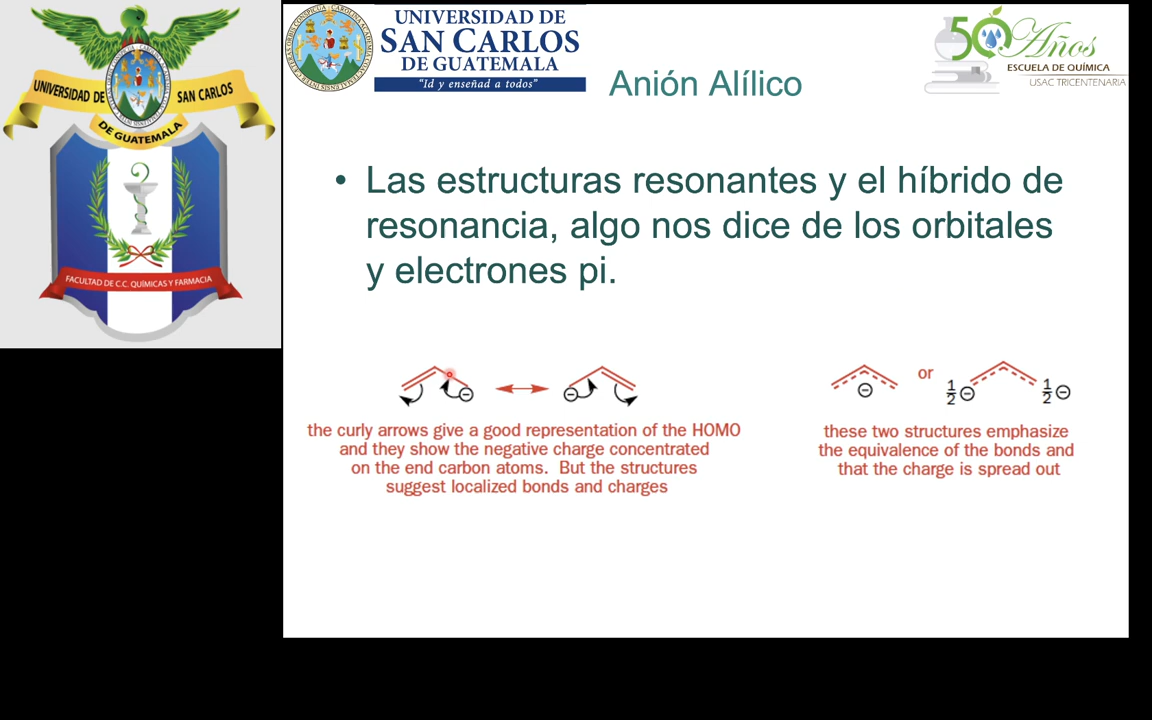 UNIVERSIDAD DE SAN CARLOS
DE GUATEMALA
FACULTAD DE C.C. QUÍMICAS Y FARMACIA
UNIVERSIDAD DE
SAN CARLOS
DE GUATEMALA
"Id y enseñad a todos"
50 Años
ESCUELA DE QUÍMICA
USAC TRICENTENARIA
Anión Alílico
• Las estructuras resonantes y el híbrido de
resonancia, algo nos dice de los orbitales
y electrones pi.
or
1/2 ⊖
1/2 ⊖
the curly arrows give a good representation of the HOMO
and they show the negative charge concentrated
on the end carbon atoms. But the structures
suggest localized bonds and charges
these two structures emphasize
the equivalence of the bonds and
that the charge is spread out